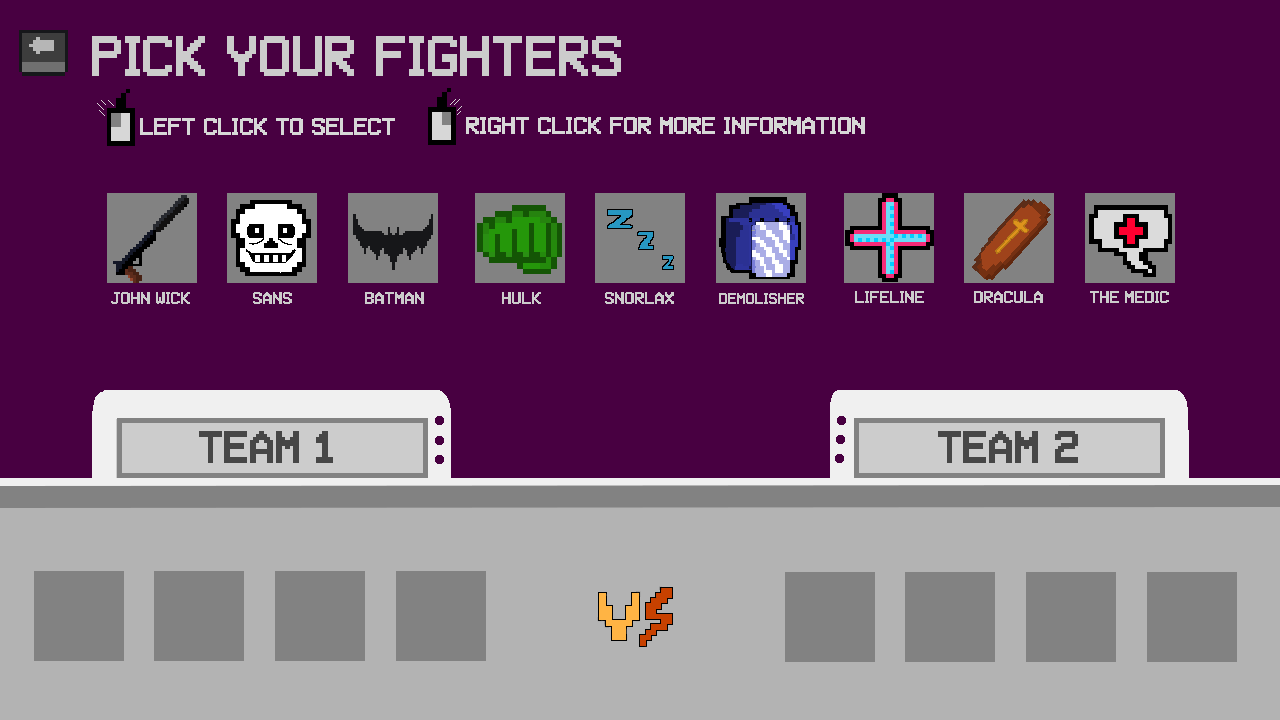 PICK YOUR FIGHTERS
LEFT CLICK TO SELECT RIGHT CLICK FOR MORE INFORMATION
Z
Z
Z
JOHN WICK SANS BATMAN HULK SNORLAX DEMOLISHER LIFELINE DRACULA THE MEDIC
TEAM 1 TEAM 2
VS